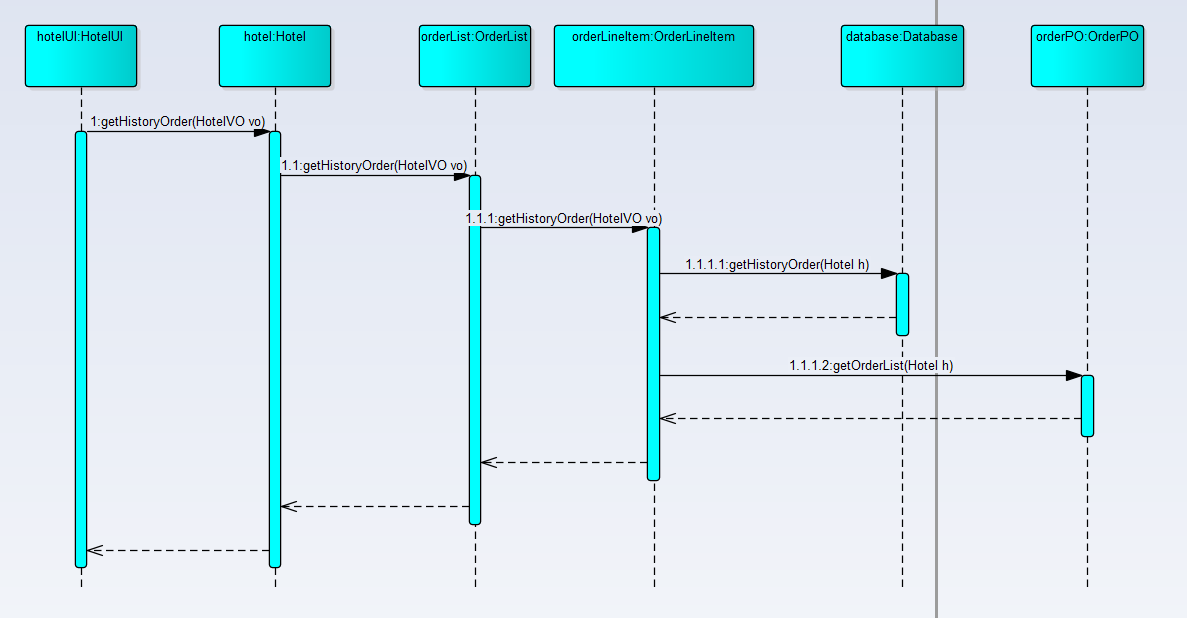 hotelUI:HotelUI
hotel:Hotel
orderList:OrderList
orderLineItem:OrderLineItem
database:Database
orderPO:OrderPO
1:getHistoryOrder(HotelVO vo)
1.1:getHistoryOrder(HotelVO vo)
1.1.1:getHistoryOrder(HotelVO vo)
1.1.1.1:getHistoryOrder(Hotel h)
1.1.1.2:getOrderList(Hotel h)